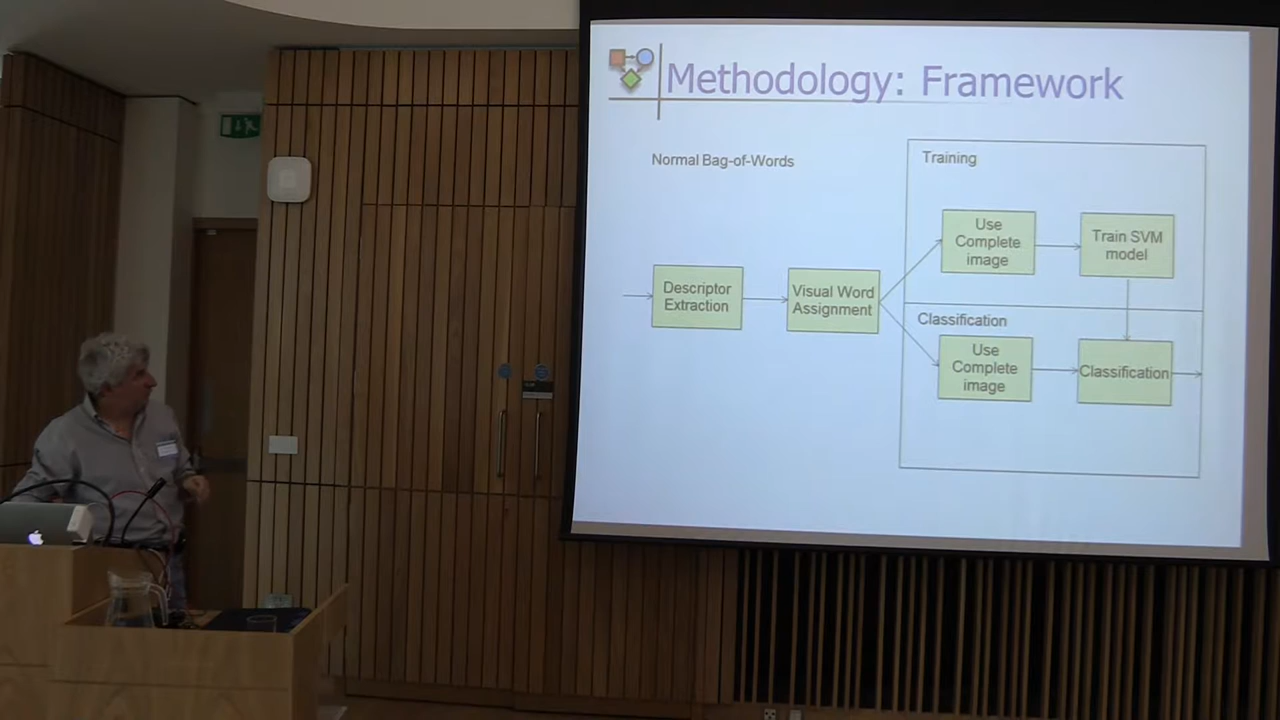 Methodology: Framework
Normal Bag-of-Words
Training
Use
Complete
image
Train SVM
model
Descriptor
Extraction
Visual Word
Assignment
Classification
Use
Complete
image
Classification